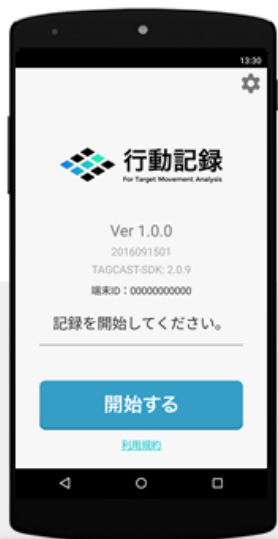 13:30
行動記録
For Target Movement Analysis
Ver 1.0.0
2016091501
TAGCAST-SDK: 2.0.9
端末ID：00000000000
記録を開始してください。
開始する
利用規約